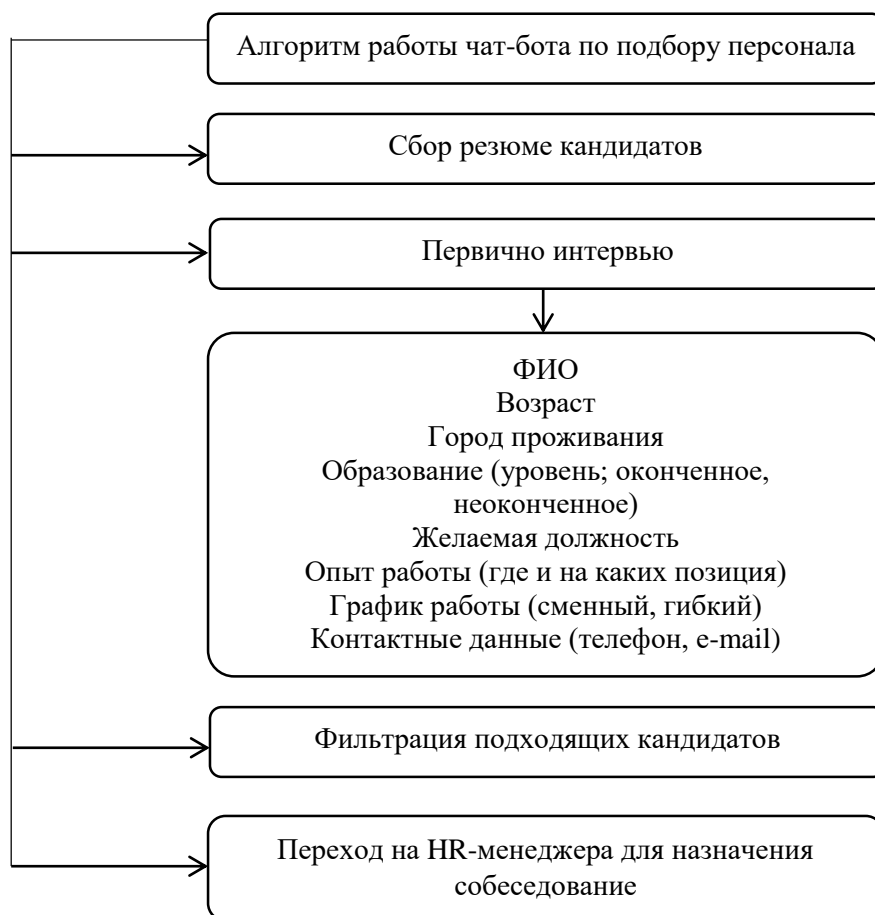 Алгоритм работы чат-бота по подбору персонала
Сбор резюме кандидатов
Первично интервью
ФИО
Возраст
Город проживания
Образование (уровень; оконченное,
неоконченное)
Желаемая должность
Опыт работы (где и на каких позиция)
График работы (сменный, гибкий)
Контактные данные (телефон, e-mail)
Фильтрация подходящих кандидатов
Переход на HR-менеджера для назначения
собеседование